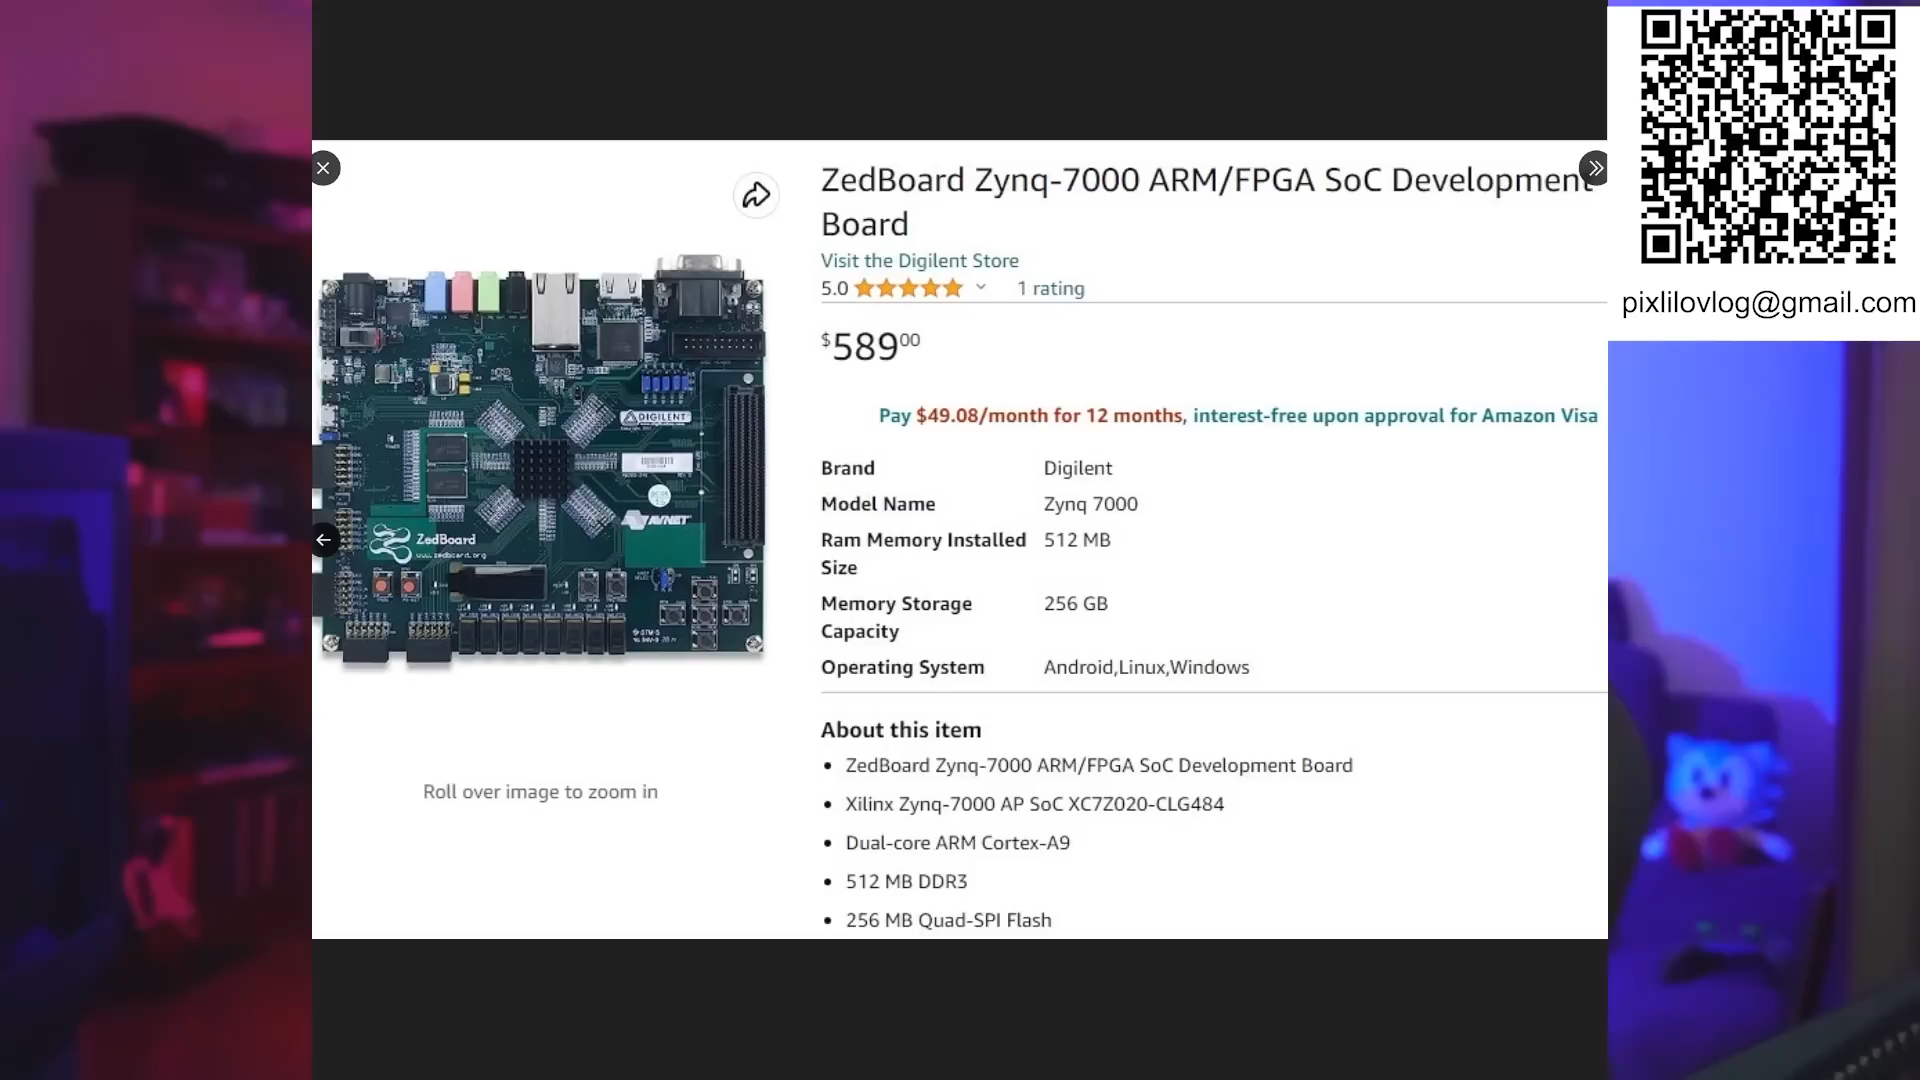 ZedBoard Zynq-7000 ARM/FPGA SoC Development
Board
Visit the Digilent Store
5.0
1 rating
$58900
Pay $49.08/month for 12 months, interest-free upon approval for Amazon Visa
Brand Digilent
Model Name Zynq 7000
Ram Memory Installed 512 MB
Size
Memory Storage 256 GB
Capacity
Operating System Android,Linux,Windows
About this item
• ZedBoard Zynq-7000 ARM/FPGA SoC Development Board
• Xilinx Zynq-7000 AP SoC XC7Z020-CLG484
• Dual-core ARM Cortex-A9
• 512 MB DDR3
• 256 MB Quad-SPI Flash
DIGILENT
AVNET
ZedBoard
www.zedboard.org
Roll over image to zoom in
pixlilovlog@gmail.com